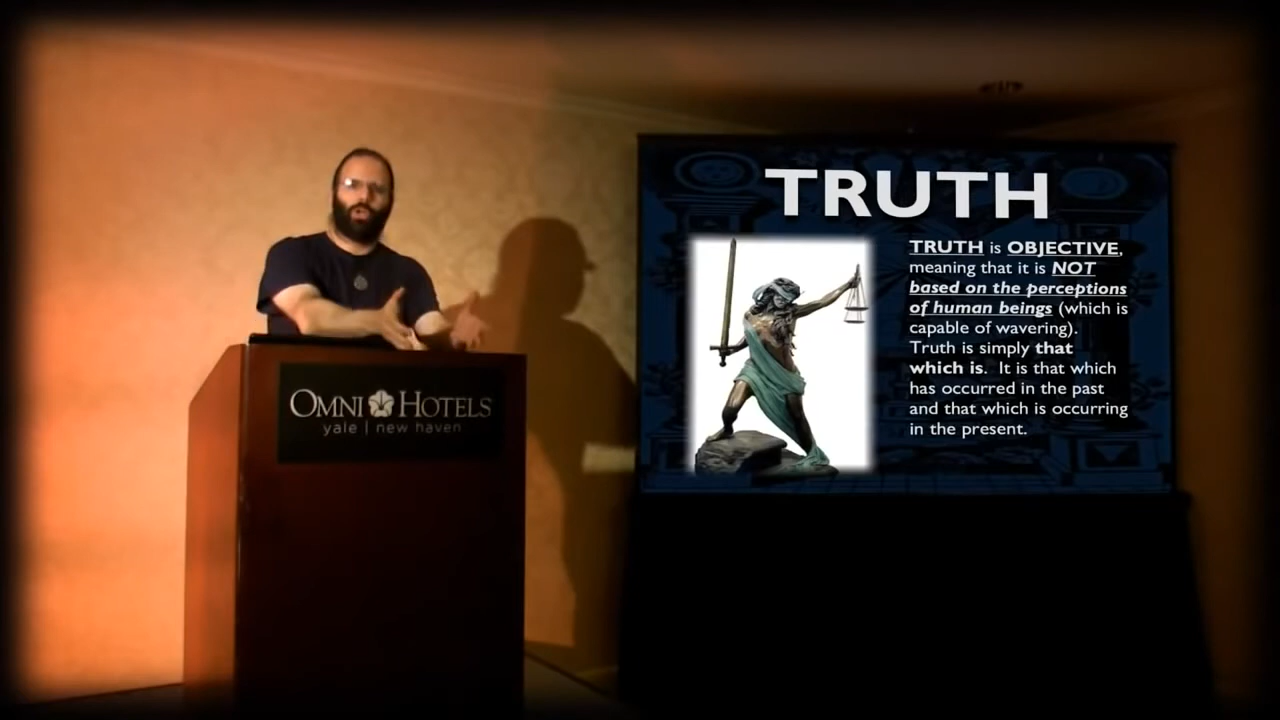 OMNI HOTELS
yale | new haven
TRUTH
TRUTH is OBJECTIVE,
meaning that it is NOT
based on the perceptions
of human beings (which is
capable of wavering).
Truth is simply that
which is. It is that which
has occurred in the past
and that which is occurring
in the present.